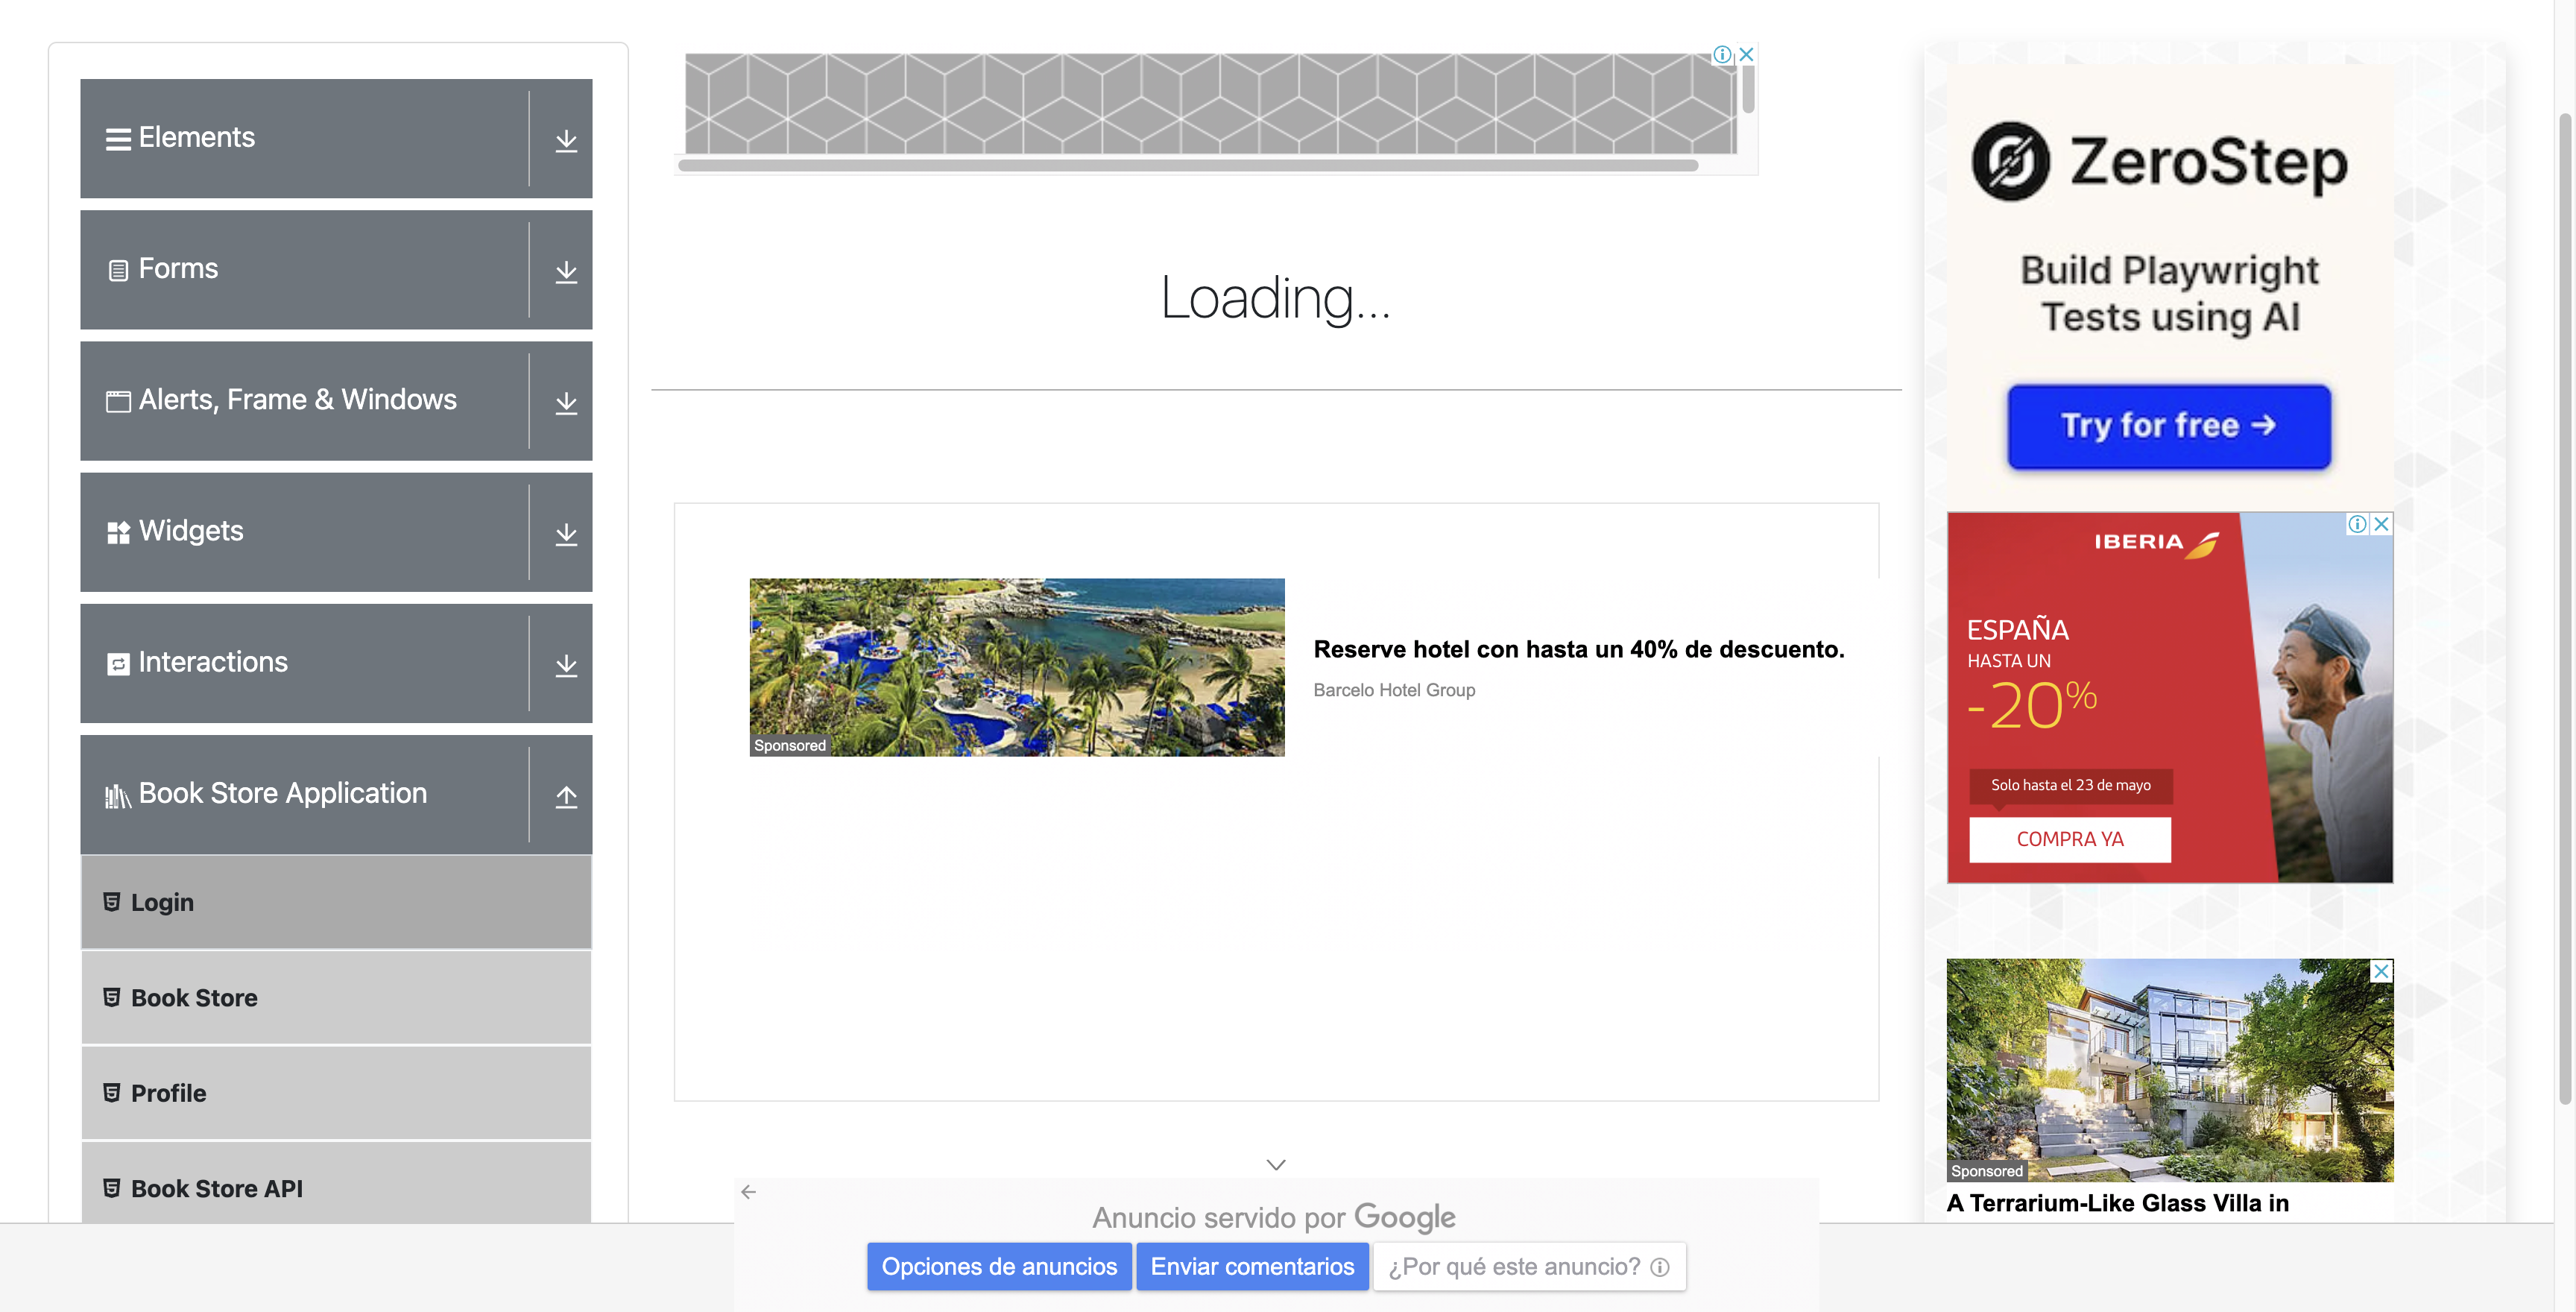 Elements
Forms
Alerts, Frame & Windows
Widgets
Interactions
Book Store Application
Login
Book Store
Profile
Book Store API
Loading...
Sponsored
Reserve hotel con hasta un 40% de descuento.
Barcelo Hotel Group
Anuncio servido por Google
Opciones de anuncios
Enviar comentarios
¿Por qué este anuncio?
ZeroStep
Build Playwright
Tests using AI
Try for free →
IBERIA
ESPAÑA
HASTA UN
-20%
Solo hasta el 23 de mayo
COMPRA YA
Sponsored
A Terrarium-Like Glass Villa in